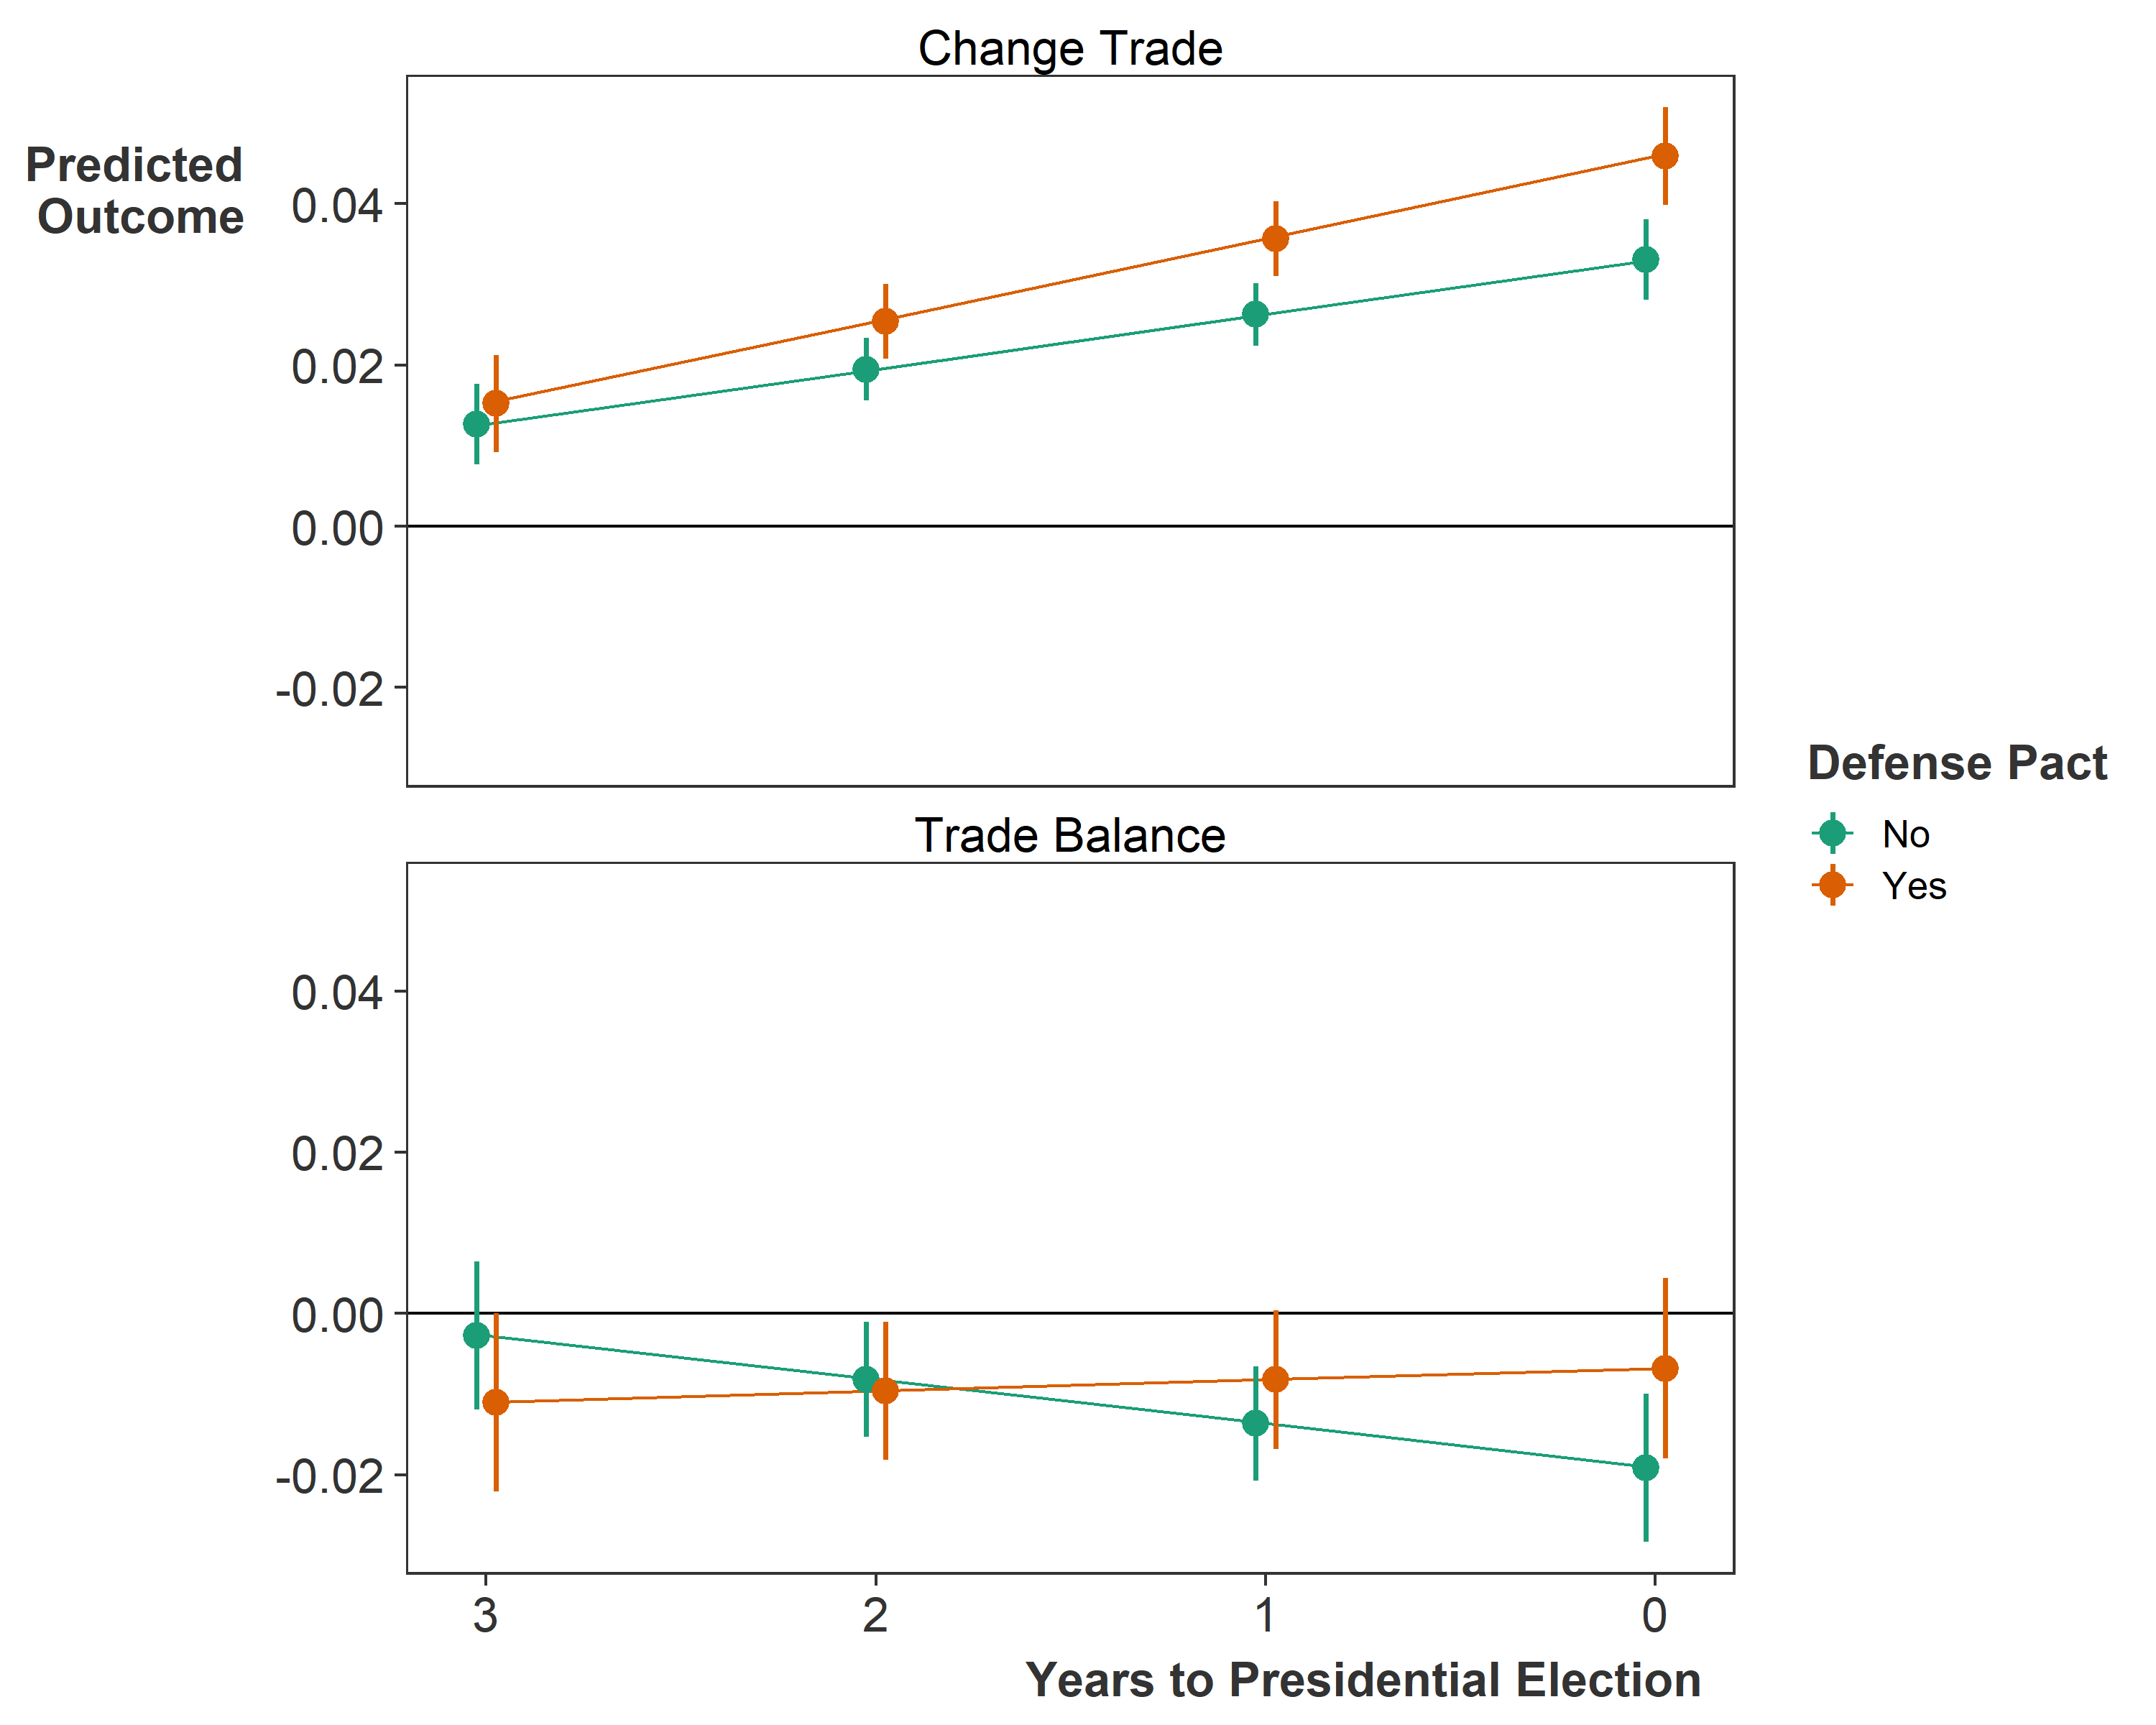 Change Trade
Predicted
Outcome
0.04
0.02
0.00
-0.02
Trade Balance
0.04
0.02
0.00
-0.02
3 2 1 0
Years to Presidential Election
Defense Pact
No
Yes